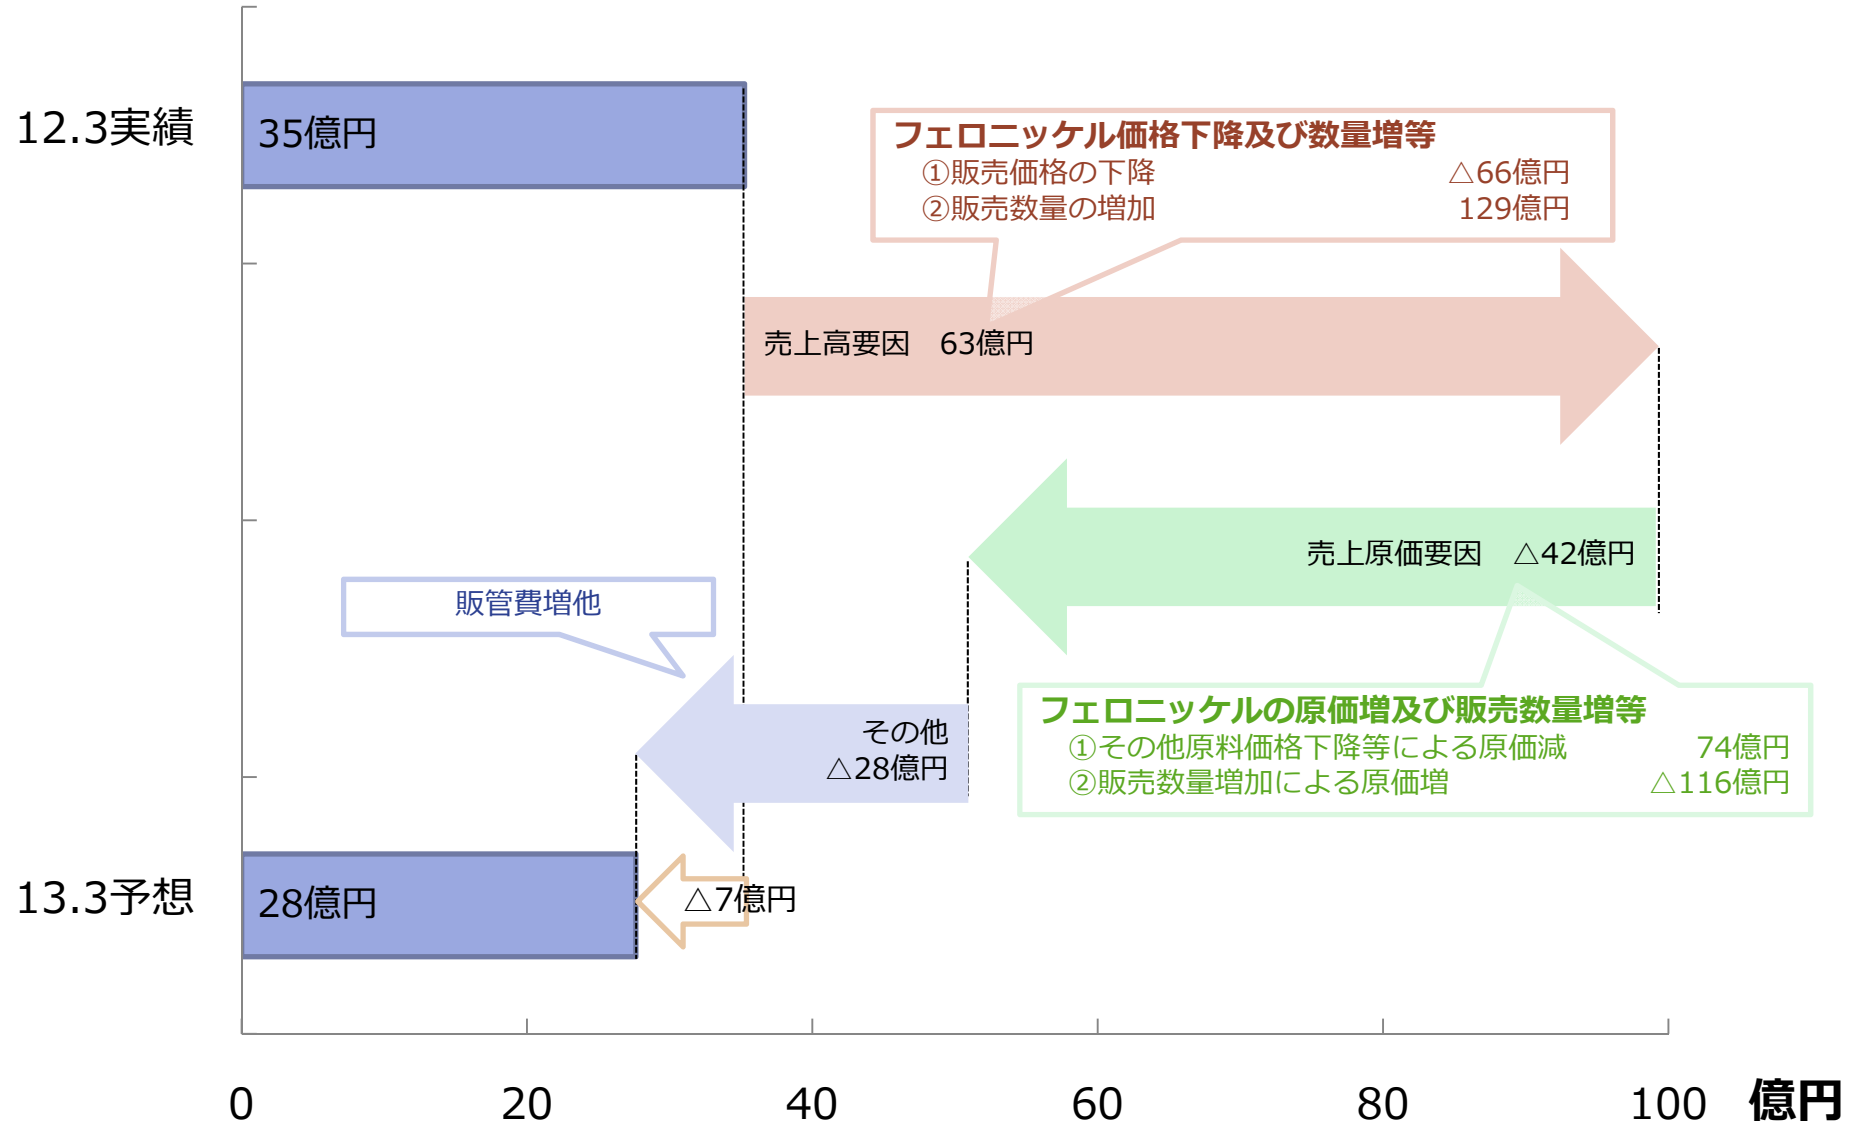 12.3実績
35億円
フェロニッケル価格下降及び数量増等
①販売価格の下降 △66億円
②販売数量の増加 129億円
売上高要因 63億円
売上原価要因 △42億円
販管費増他
フェロニッケルの原価増及び販売数量増等
①その他原料価格下降等による原価減 74億円
②販売数量増加による原価増 △116億円
その他
△28億円
13.3予想
28億円
△7億円
0 20 40 60 80 100 億円